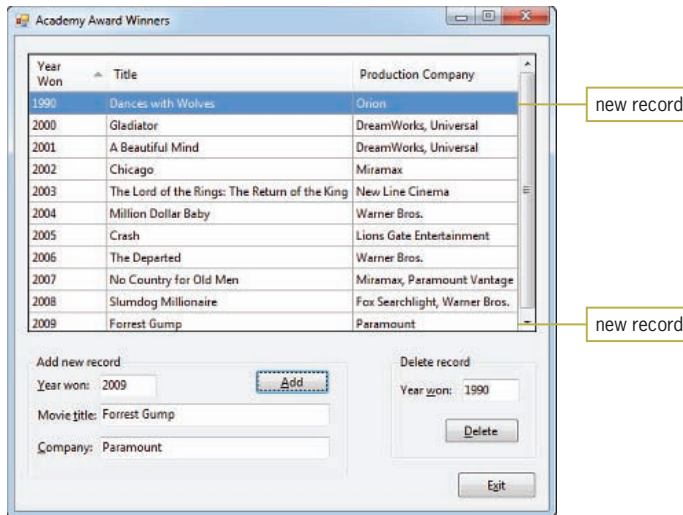 Academy Award Winners
Year Won Title Production Company
1990 Dances with Wolves Orion
new record
2000 Gladiator DreamWorks, Universal
2001 A Beautiful Mind DreamWorks, Universal
2002 Chicago Miramax
2003 The Lord of the Rings: The Return of the King New Line Cinema
2004 Million Dollar Baby Warner Bros.
2005 Crash Lions Gate Entertainment
2006 The Departed Warner Bros.
2007 No Country for Old Men Miramax, Paramount Vantage
2008 Slumdog Millionaire Fox Searchlight, Warner Bros.
2009 Forrest Gump Paramount
new record
Add new record
Year won: 2009 Add
Movie title: Forrest Gump
Company: Paramount
Delete record
Year won: 1990
Delete
Exit